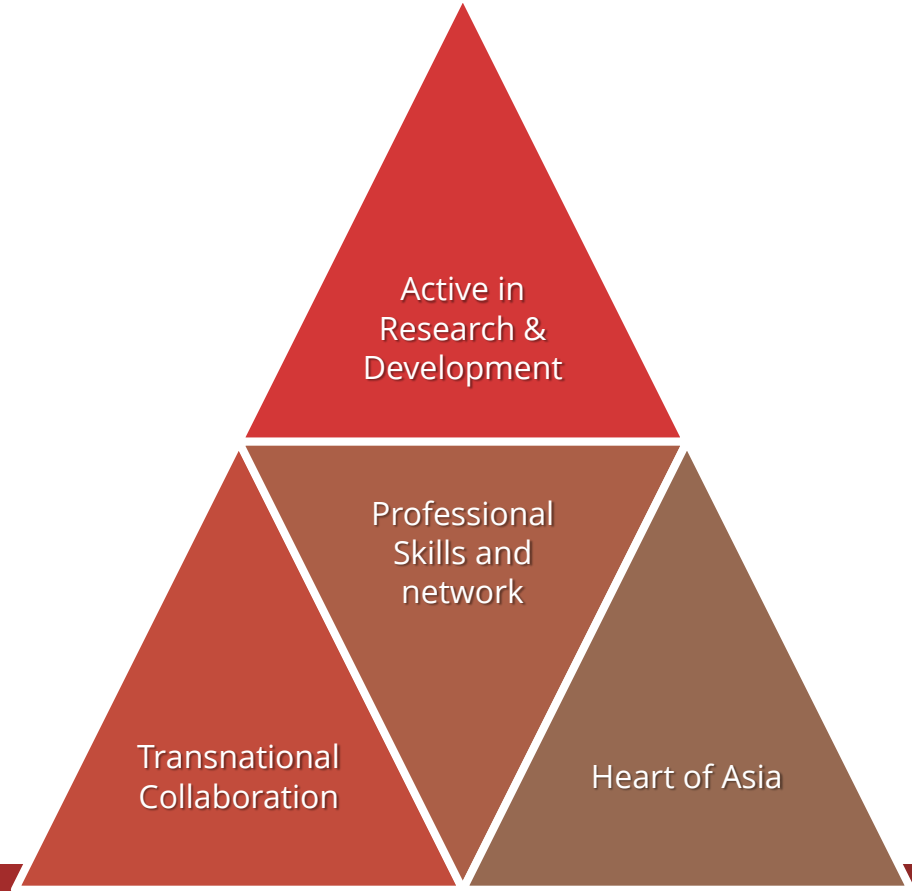 Active in
Research &
Development
Professional
Skills and
network
Transnational
Collaboration
Heart of Asia